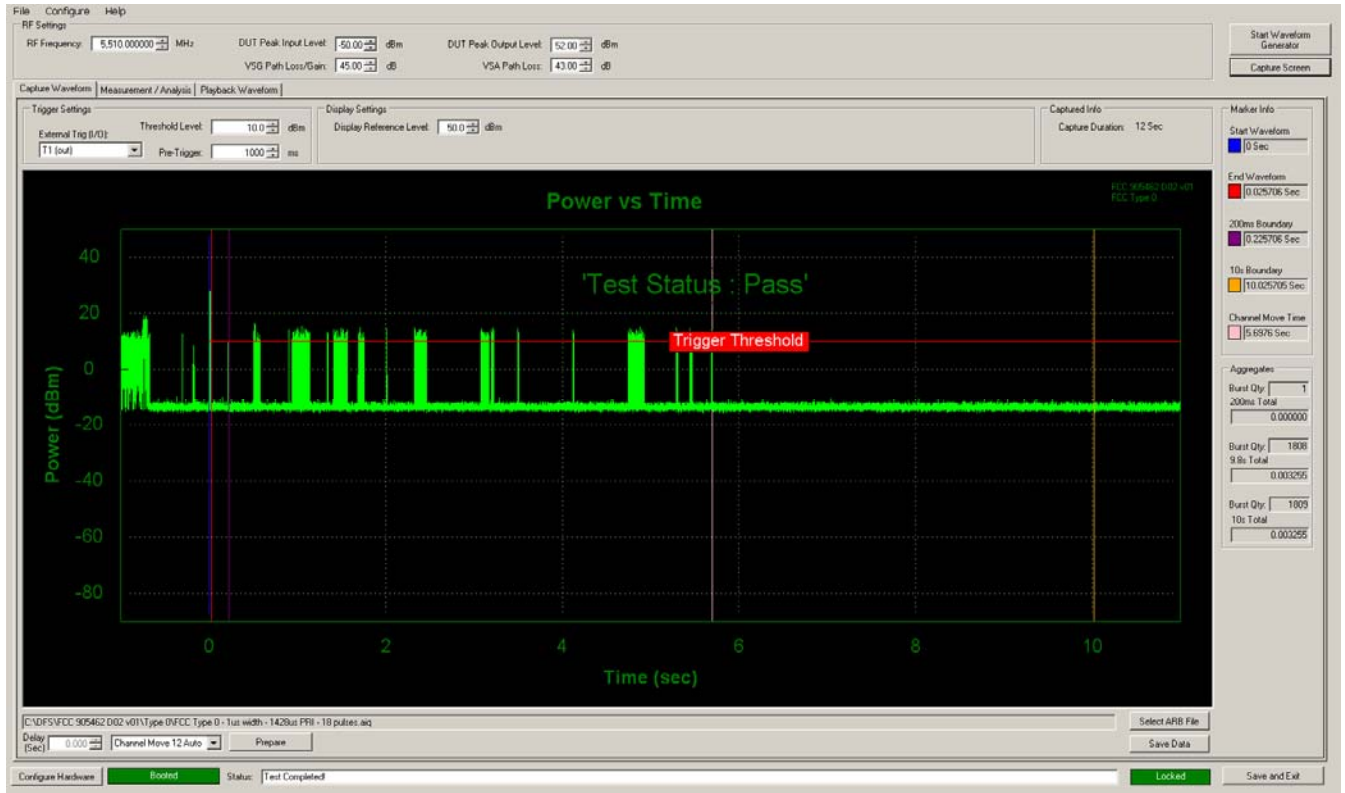 File Configure Help
RF Settings
RF Frequency: 5,510.000000 MHz DUT Peak Input Level: -50.00 dBm DUT Peak Output Level: 52.00 dBm
VSG Path Loss/Gain: 45.00 dB VSA Path Loss: 43.00 dB
Start Waveform
Generator
Capture Screen
Capture Waveform Measurement / Analysis Playback Waveform
Trigger Settings
External Trig (I/O):
T1 (out)
Threshold Level: 10.0 dBm
Pre-Trigger: 1000 ms
Display Settings
Display Reference Level: 50.0 dBm
Captured Info
Capture Duration: 12 Sec
Marker Info
Start Waveform
0 Sec
End Waveform
0.025706 Sec
200ms Boundary
0.225706 Sec
10s Boundary
10.025705 Sec
Channel Move Time
5.6976 Sec
Aggregates
Burst Qty: 1
200ms Total
0.000000
Burst Qty: 1808
9.8s Total
0.003255
Burst Qty: 1809
10s Total
0.003255
Power vs Time
FCC 905462 D02 v01
FCC Type 0
'Test Status : Pass'
Trigger Threshold
Power (dBm)
40
20
0
-20
-40
-60
-80
0 2 4 6 8 10
Time (sec)
C:\DFS\FCC 905462 D02 v01\Type 0\FCC Type 0 - 1us width - 1428us PRI - 18 pulses.aiq
Select ARB File
Delay
(Sec) 0.000 Channel Move 12 Auto Prepare
Save Data
Configure Hardware Booted Status: Test Completed! Locked Save and Exit